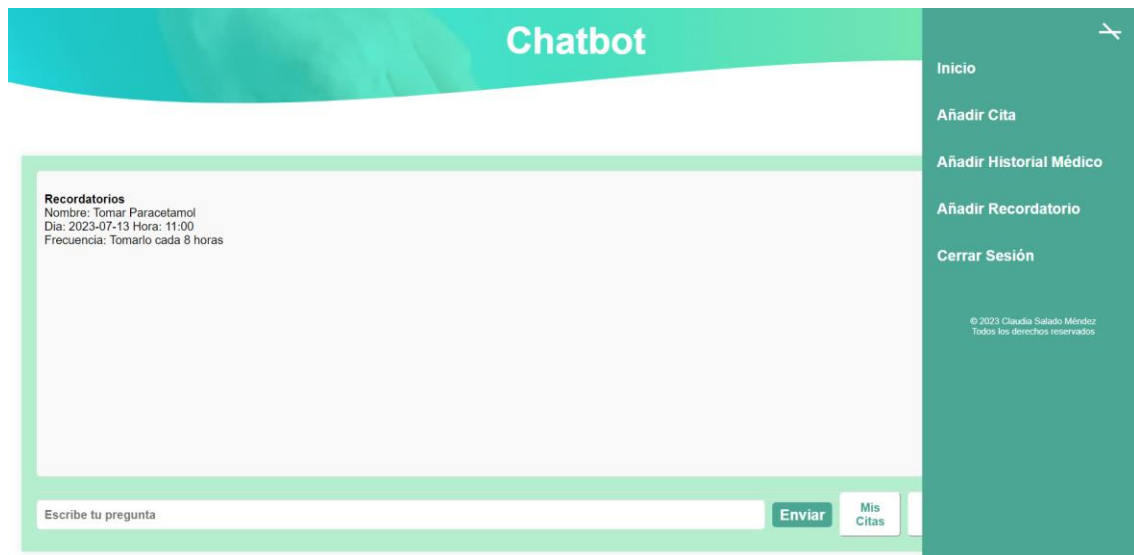 Chatbot
Inicio
Añadir Cita
Añadir Historial Médico
Añadir Recordatorio
Cerrar Sesión
© 2023 Claudia Salado Méndez
Todos los derechos reservados
Recordatorios
Nombre: Tomar Paracetamol
Dia: 2023-07-13 Hora: 11:00
Frecuencia: Tomarlo cada 8 horas
Escribe tu pregunta
Enviar
Mis
Citas